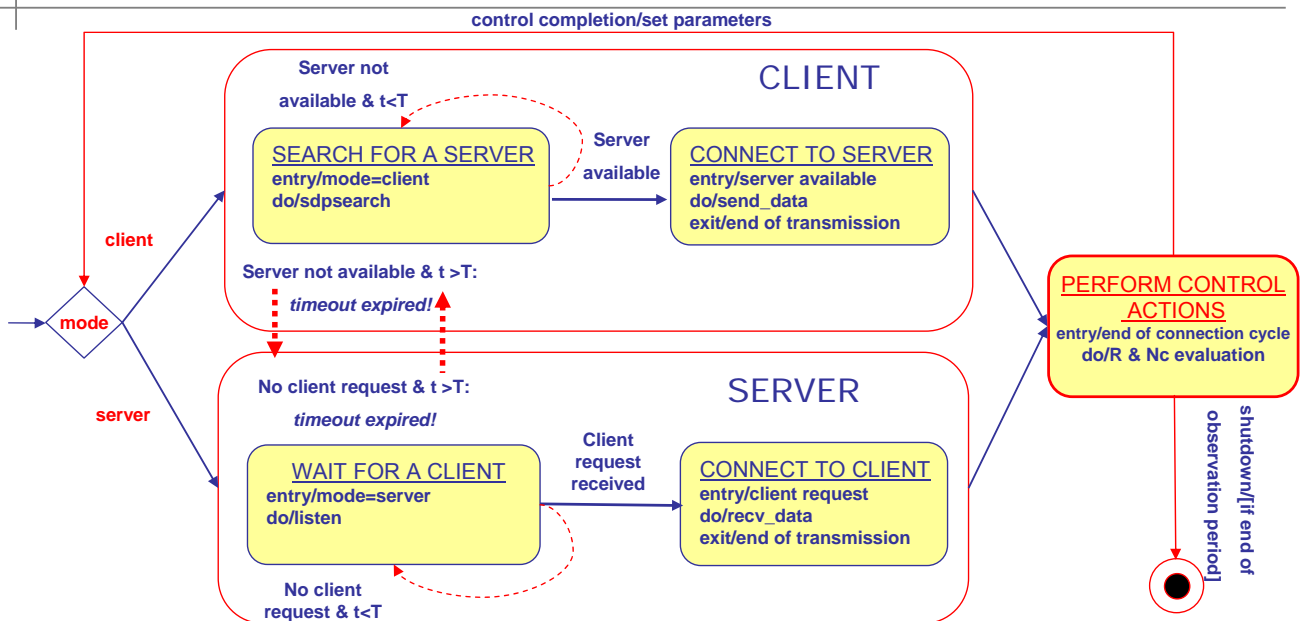 control completion/set parameters
Server not
available & t<T
CLIENT
SEARCH FOR A SERVER
entry/mode=client
do/sdpsearch
Server
available
CONNECT TO SERVER
entry/server available
do/send_data
exit/end of transmission
client
Server not available & t >T:
timeout expired!
mode
PERFORM CONTROL
ACTIONS
entry/end of connection cycle
do/R & Nc evaluation
No client request & t >T:
timeout expired!
SERVER
server
WAIT FOR A CLIENT
entry/mode=server
do/listen
Client
request
received
CONNECT TO CLIENT
entry/client request
do/recv_data
exit/end of transmission
No client
request & t<T
shutdown/[if end of
observation period]